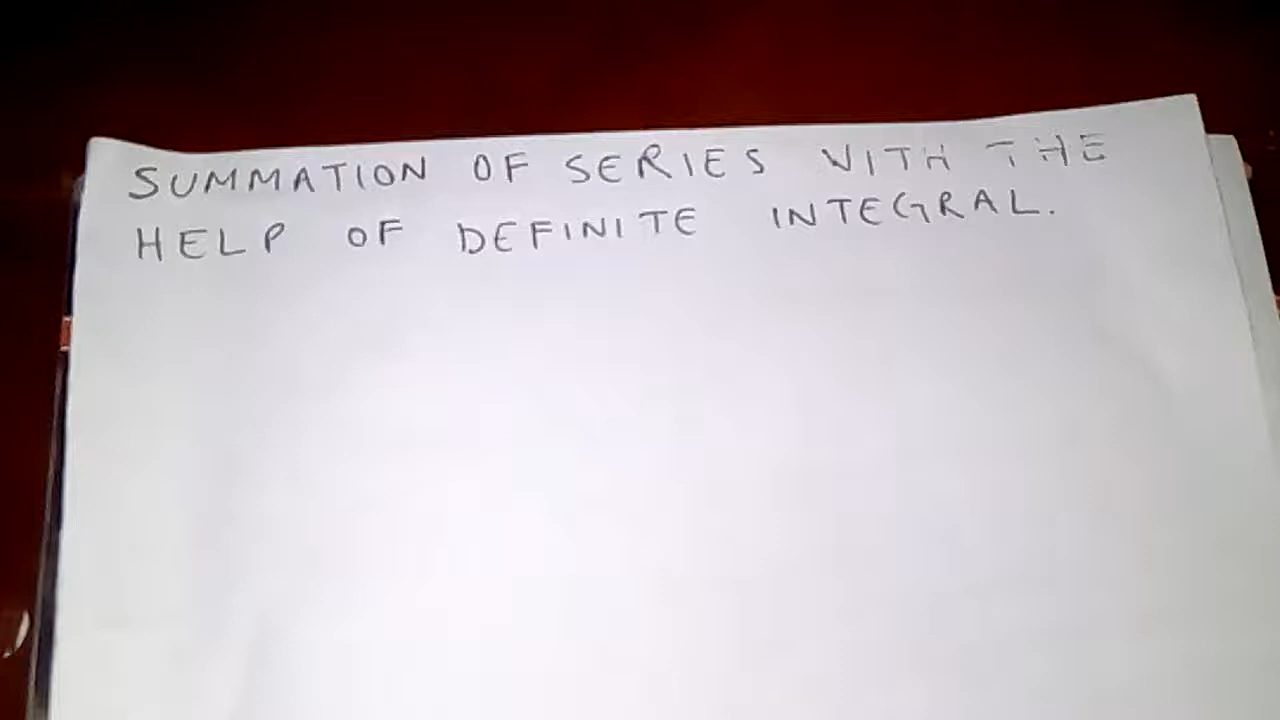 SUMMATION OF SERIES WITH THE
HELP OF DEFINITE INTEGRAL.